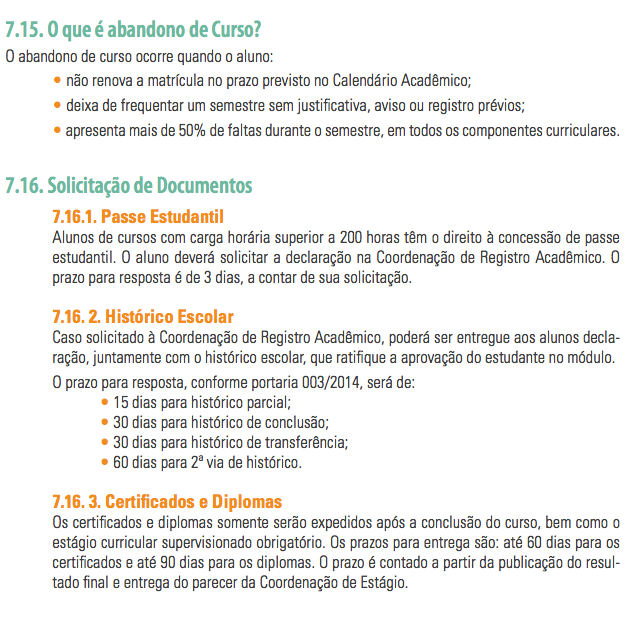 7.15. O que é abandono de Curso?
O abandono de curso ocorre quando o aluno:
• não renova a matrícula no prazo previsto no Calendário Acadêmico;
• deixa de frequentar um semestre sem justificativa, aviso ou registro prévios;
• apresenta mais de 50% de faltas durante o semestre, em todos os componentes curriculares.
7.16. Solicitação de Documentos
7.16.1. Passe Estudantil
Alunos de cursos com carga horária superior a 200 horas têm o direito à concessão de passe
estudantil. O aluno deverá solicitar a declaração na Coordenação de Registro Acadêmico. O
prazo para resposta é de 3 dias, a contar de sua solicitação.
7.16. 2. Histórico Escolar
Caso solicitado à Coordenação de Registro Acadêmico, poderá ser entregue aos alunos decla-
ração, juntamente com o histórico escolar, que ratifique a aprovação do estudante no módulo.
O prazo para resposta, conforme portaria 003/2014, será de:
• 15 dias para histórico parcial;
• 30 dias para histórico de conclusão;
• 30 dias para histórico de transferência;
• 60 dias para 2ª via de histórico.
7.16. 3. Certificados e Diplomas
Os certificados e diplomas somente serão expedidos após a conclusão do curso, bem como o
estágio curricular supervisionado obrigatório. Os prazos para entrega são: até 60 dias para os
certificados e até 90 dias para os diplomas. O prazo é contado a partir da publicação do resul-
tado final e entrega do parecer da Coordenação de Estágio.